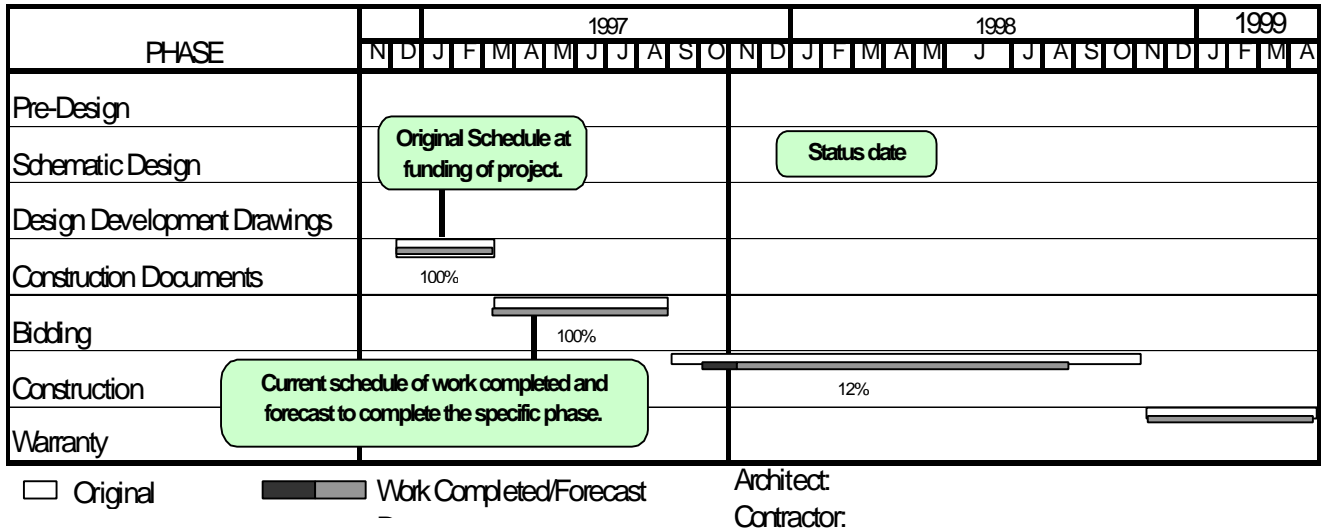 1997 1998 1999
PHASE N D J F M A M J J A S O N D J F M A M J J A S O N D J F M A
Pre-Design
Original Schedule at
funding of project.
Status date
Schematic Design
Design Development Drawings
Construction Documents 100%
Bidding 100%
Construction 12%
Current schedule of work completed and
forecast to complete the specific phase.
Warranty
Original Work Completed/Forecast Architect:
Contractor: